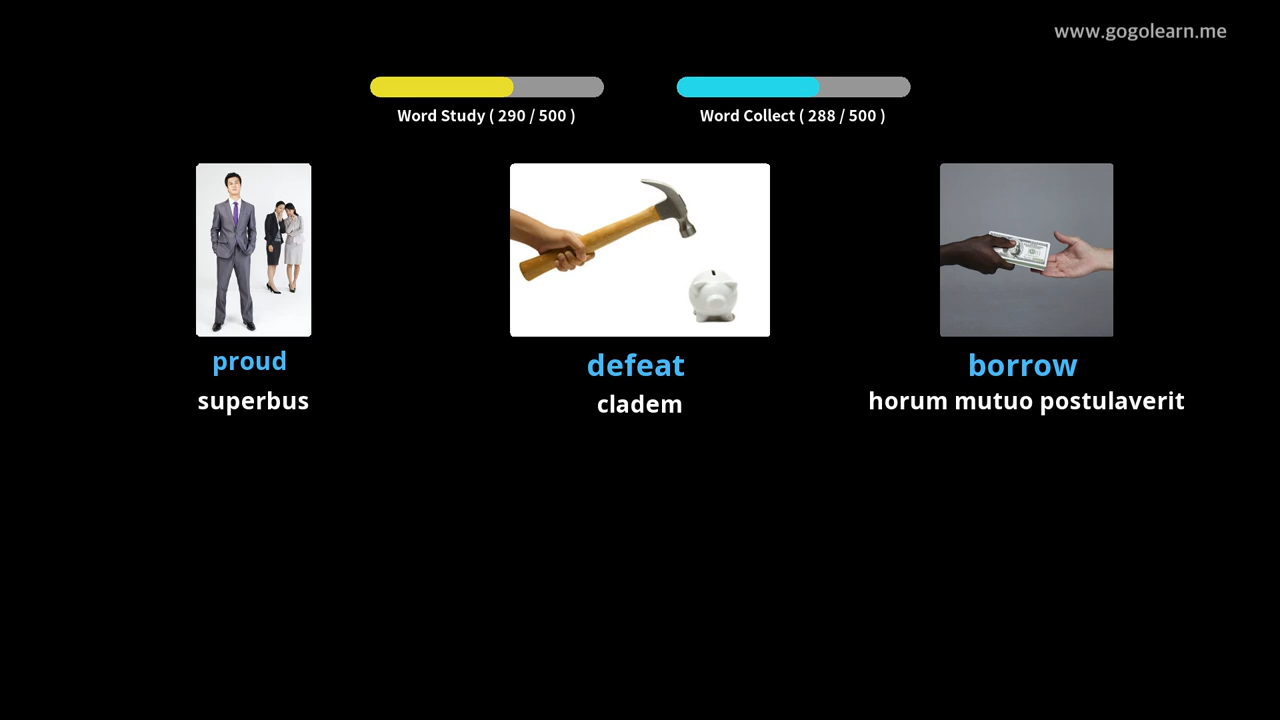 www.gogolearn.me
Word Study ( 290 / 500 )
Word Collect ( 288 / 500 )
proud
superbus
defeat
cladem
borrow
horum mutuo postulaverit